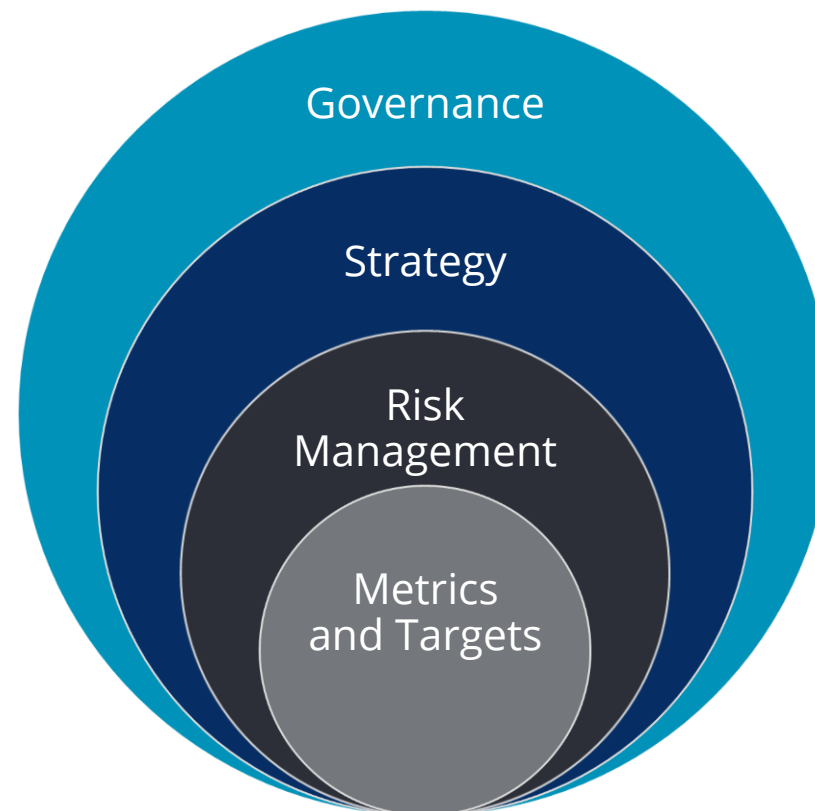 Governance
Strategy
Risk
Management
Metrics
and Targets